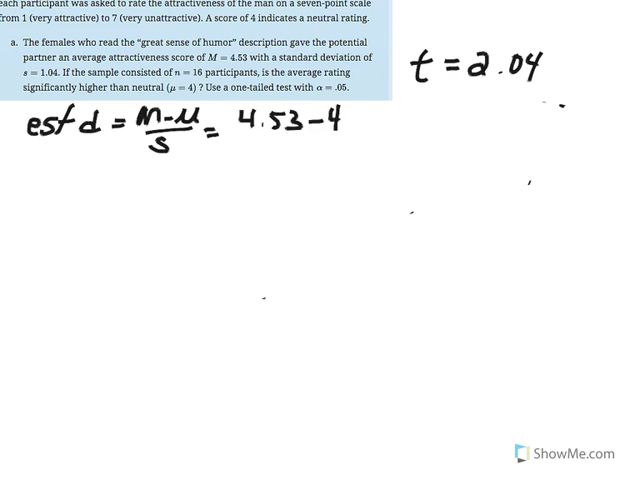 each participant was asked to rate the attractiveness of the man on a seven-point scale
from 1 (very attractive) to 7 (very unattractive). A score of 4 indicates a neutral rating.
a. The females who read the “great sense of humor” description gave the potential
partner an average attractiveness score of M = 4.53 with a standard deviation of
s = 1.04. If the sample consisted of n = 16 participants, is the average rating
significantly higher than neutral (μ = 4) ? Use a one-tailed test with α = .05.
t = 2.04
est d = M-μ/s = 4.53-4
ShowMe.com